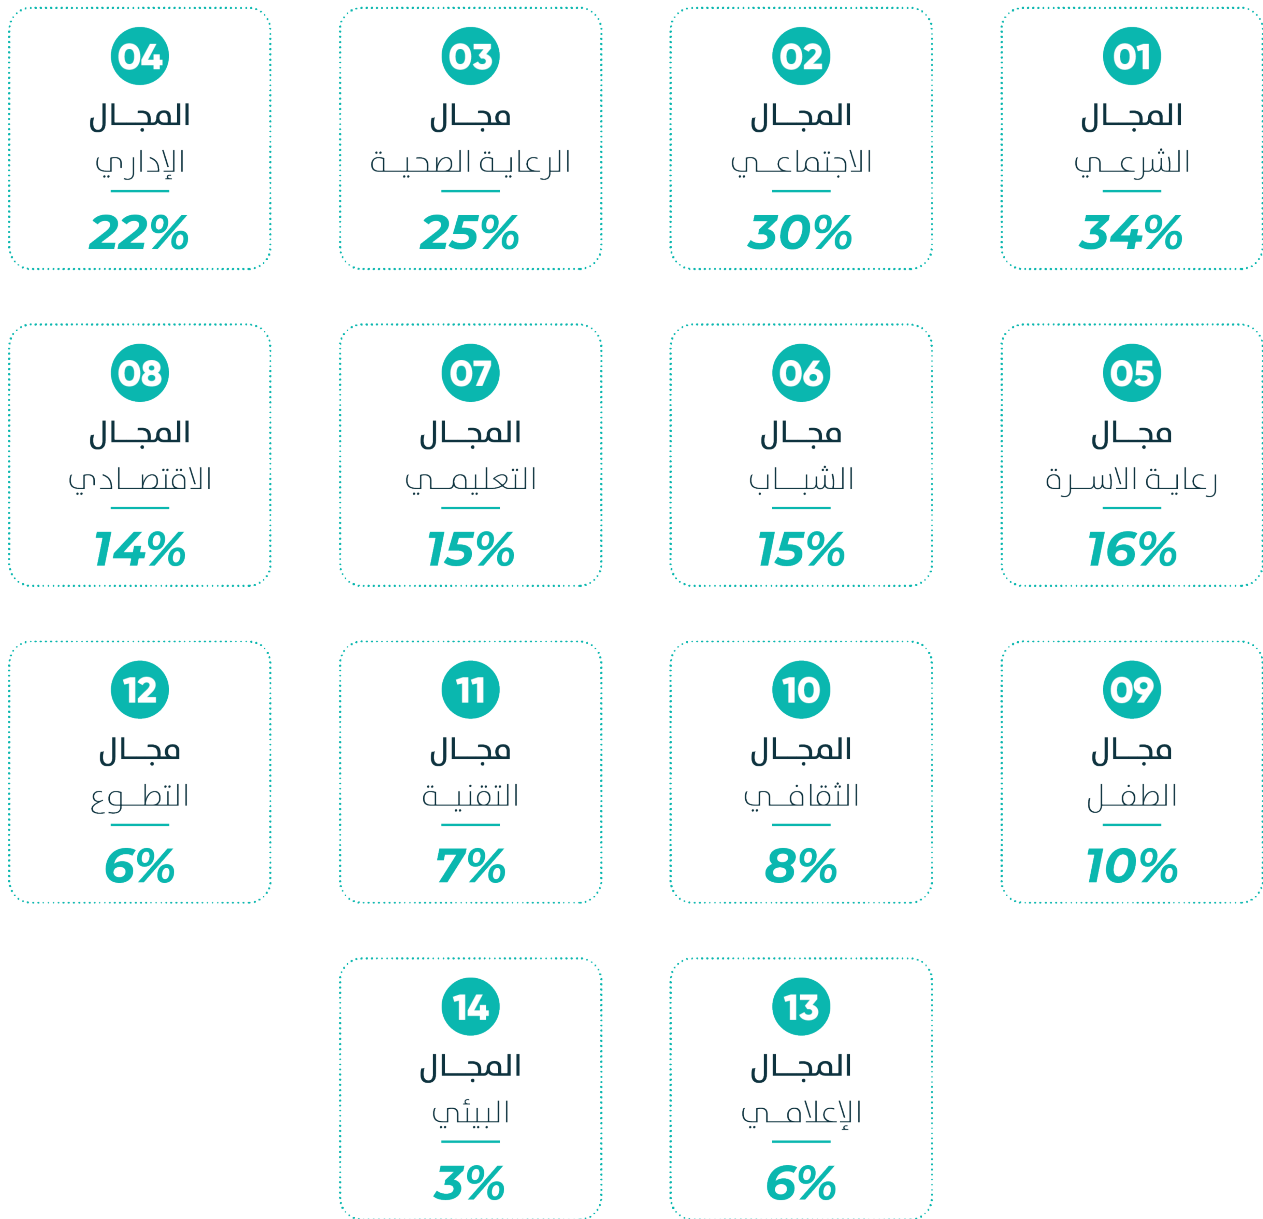 01
المجال
الشرعي
34%
02
المجال
الاجتماعي
30%
03
مجال
الرعاية الصحية
25%
04
المجال
الإداري
22%
05
مجال
رعاية الاسرة
16%
06
مجال
الشباب
15%
07
المجال
التعليمي
15%
08
المجال
الاقتصادي
14%
09
مجال
الطفل
10%
10
المجال
الثقافي
8%
11
مجال
التقنية
7%
12
مجال
التطوع
6%
13
المجال
الإعلامي
6%
14
المجال
البيئي
3%